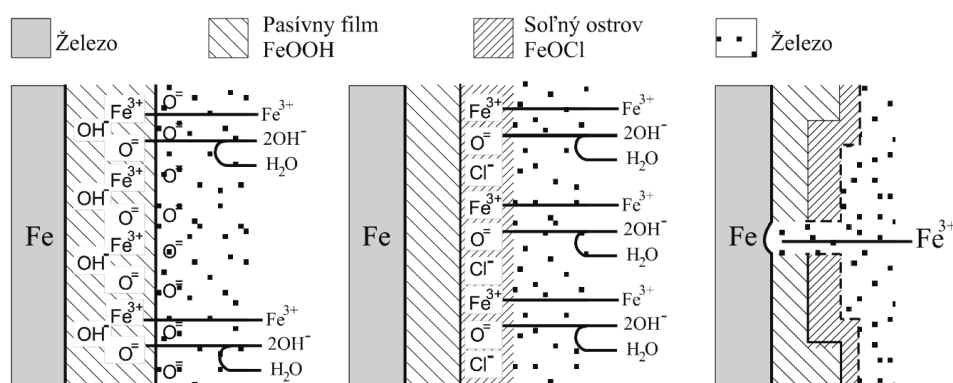 Železo
Pasívny film
FeOOH
Soľný ostrov
FeOCl
Železo
Fe
OH⁻
OH⁻
OH⁻
OH⁻
Fe³⁺
O⁼
Fe³⁺
O⁼
Fe³⁺
O⁼
Fe³⁺
O⁼
O⁼
O⁼
O⁼
O⁼
O⁼
O⁼
O⁼
O⁼
Fe³⁺
2OH⁻
H₂O
Fe³⁺
2OH⁻
H₂O
Fe
Fe³⁺
O⁼
Cl⁻
Fe³⁺
O⁼
Cl⁻
Fe³⁺
O⁼
Cl⁻
Fe³⁺
2OH⁻
H₂O
Fe³⁺
2OH⁻
H₂O
Fe³⁺
2OH⁻
H₂O
Fe
Fe³⁺